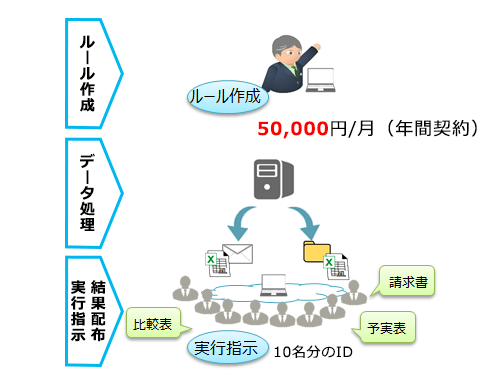 ルール作成
ルール作成
50,000円/月（年間契約）
データ処理
結果配布
実行指示
請求書
比較表
予実表
実行指示
10名分のID